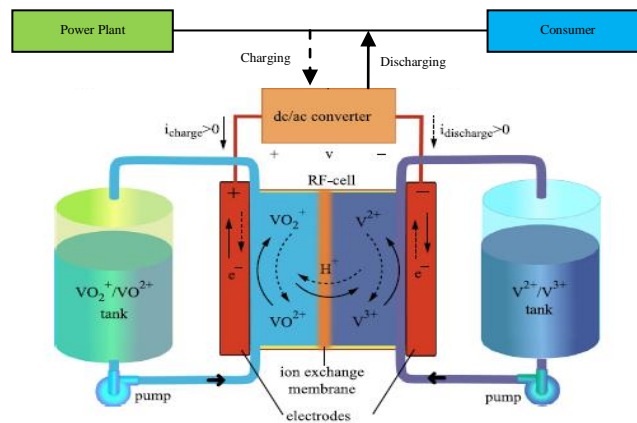 Power Plant
Consumer
Charging
Discharging
dc/ac converter
i_charge>0
i_discharge>0
+ v −
RF-cell
+
−
VO₂⁺
V²⁺
e⁻
H⁺
e⁻
VO₂⁺/VO²⁺
tank
V²⁺/V³⁺
tank
VO²⁺
V³⁺
ion exchange
membrane
pump
pump
electrodes